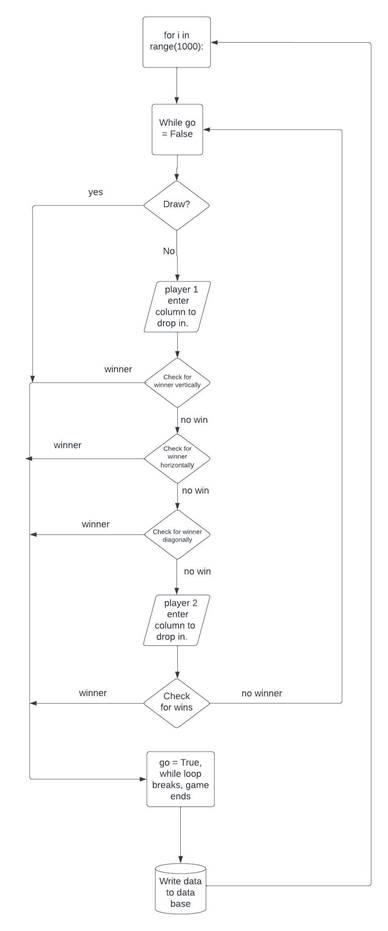 for i in
range(1000):
While go
= False
yes
Draw?
No
player 1
enter
column to
drop in.
winner
Check for
winner vertically
no win
winner
Check for
winner
horizontally
no win
winner
Check for winner
diagonally
no win
player 2
enter
column to
drop in.
winner
Check
for wins
no winner
go = True,
while loop
breaks, game
ends
Write data
to data
base